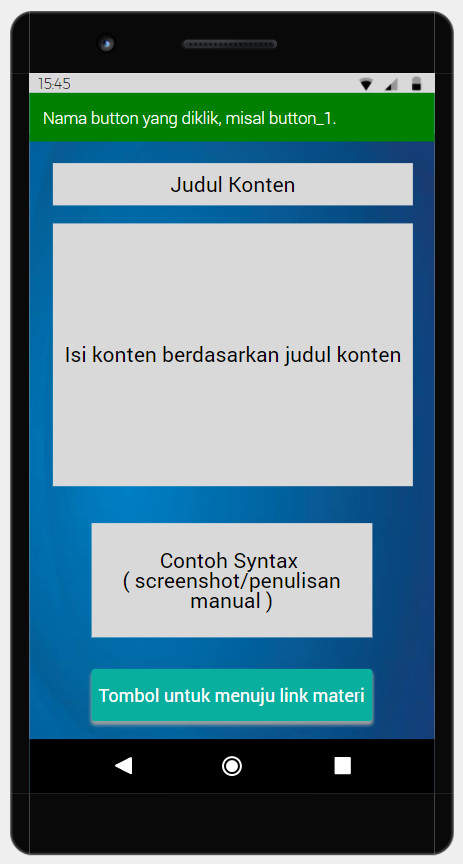 15:45
Nama button yang diklik, misal button_1.
Judul Konten
Isi konten berdasarkan judul konten
Contoh Syntax
( screenshot/penulisan
manual )
Tombol untuk menuju link materi